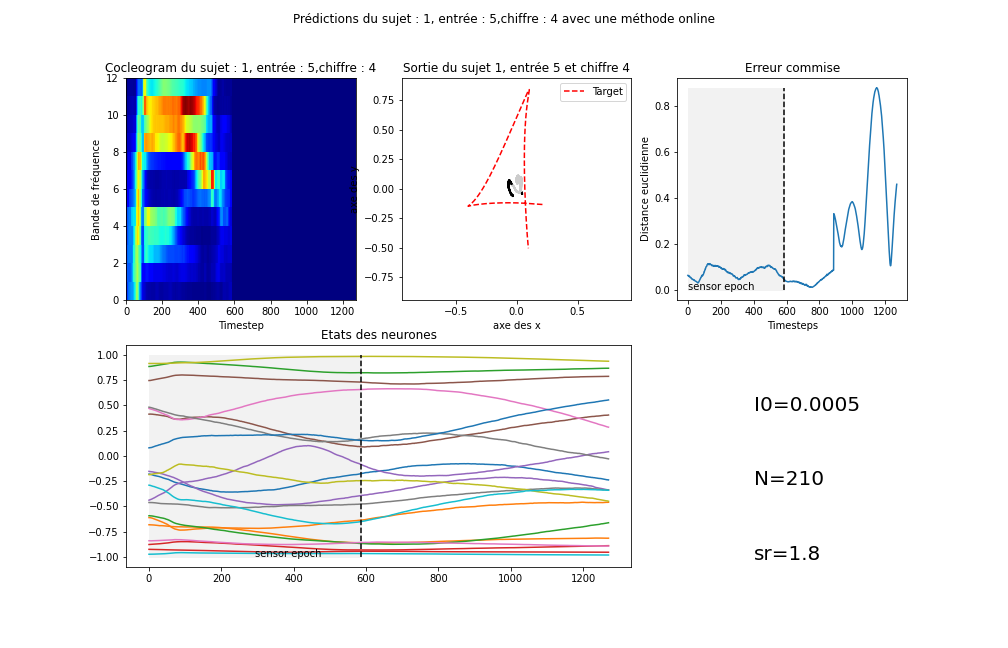 Prédictions du sujet : 1, entrée : 5,chiffre : 4 avec une méthode online
Cocleogram du sujet : 1, entrée : 5,chiffre : 4
12
10
8
6
4
2
0
Bande de fréquence
0 200 400 600 800 1000 1200
Timestep
Sortie du sujet 1, entrée 5 et chiffre 4
Target
0.75
0.50
0.25
0.00
−0.25
−0.50
−0.75
−0.5 0.0 0.5
axe des x
Erreur commise
0.8
0.6
0.4
0.2
0.0
Distance euclidienne
sensor epoch
0 200 400 600 800 1000 1200
Timesteps
Etats des neurones
1.00
0.75
0.50
0.25
0.00
−0.25
−0.50
−0.75
−1.00
sensor epoch
0 200 400 600 800 1000 1200
I0=0.0005
N=210
sr=1.8